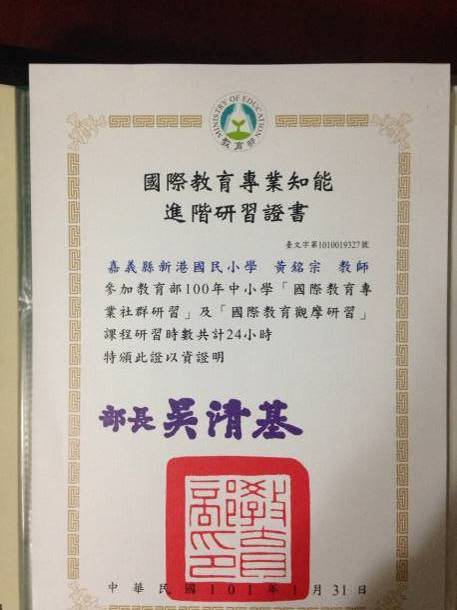 MINISTRY OF EDUCATION
教育部
國際教育專業知能
進階研習證書
臺文字第1010019327號
嘉義縣新港國民小學 黃銘宗 教師
參加教育部100年中小學「國際教育專
業社群研習」及「國際教育觀摩研習」
課程研習時數共計24小時
特頒此證以資證明
部長 吳清基
教育部印
中華民國101年1月31日